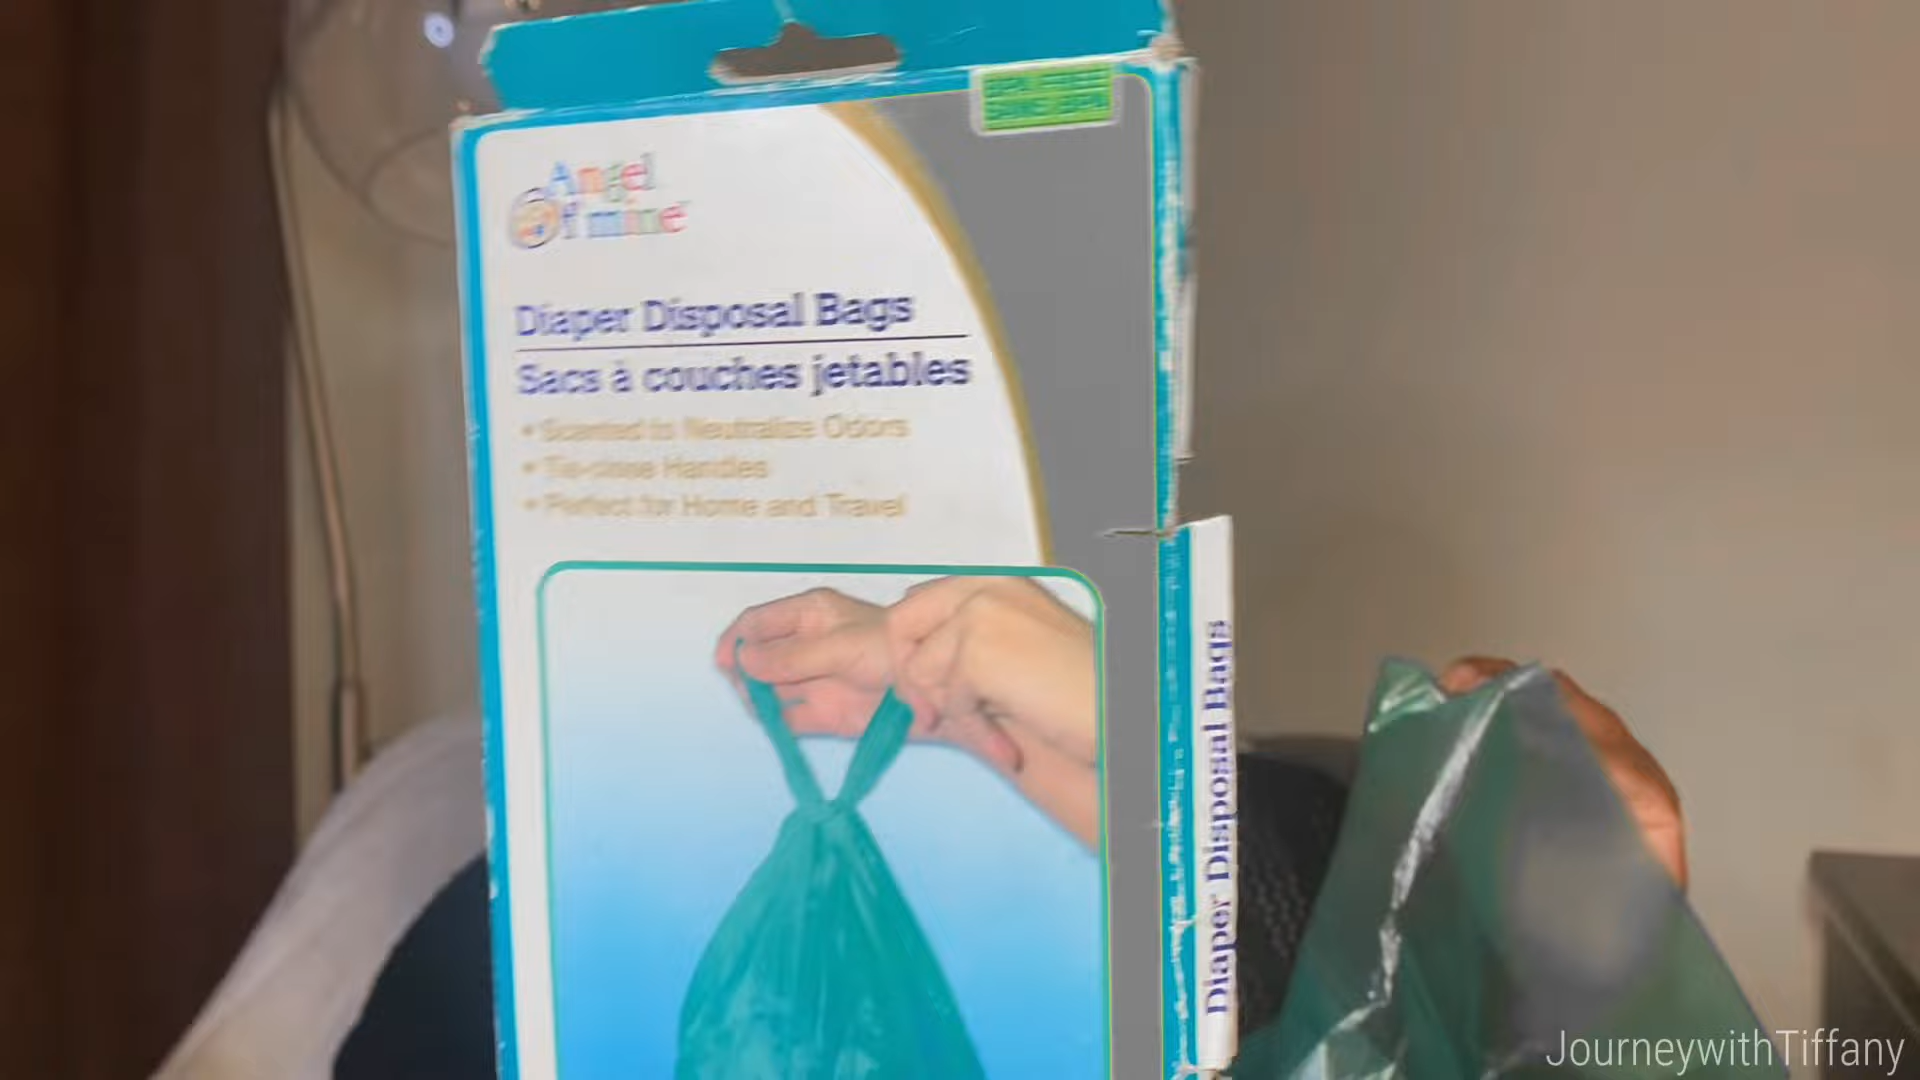 Angel
Of mine
Diaper Disposal Bags
Sacs à couches jetables
• Scented to Neutralize Odors
• Tie-close Handles
• Perfect for Home and Travel
Diaper Disposal Bags
JourneywithTiffany